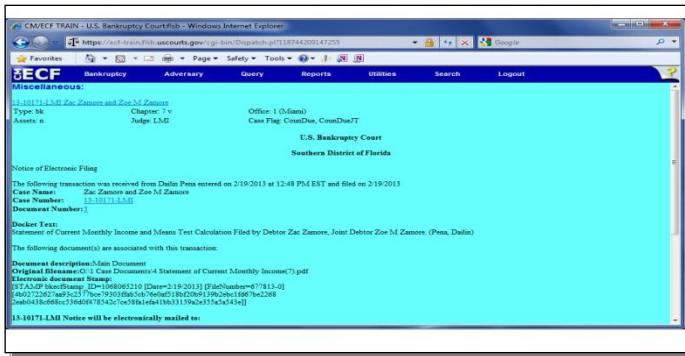 CM/ECF TRAIN - U.S. Bankruptcy Court:flsb - Windows Internet Explorer
https://ecf-train.flsb.uscourts.gov/cgi-bin/Dispatch.pl?118744209147255
Google
Favorites Page Safety Tools
ECF Bankruptcy Adversary Query Reports Utilities Search Logout ?
Miscellaneous:
13-10171-LMI Zac Zamore and Zoe M Zamore
Type: bk Chapter: 7 v Office: 1 (Miami)
Assets: n Judge: LMI Case Flag: CounDue, CounDueJT
U.S. Bankruptcy Court
Southern District of Florida
Notice of Electronic Filing
The following transaction was received from Dailin Pena entered on 2/19/2013 at 12:48 PM EST and filed on 2/19/2013
Case Name: Zac Zamore and Zoe M Zamore
Case Number: 13-10171-LMI
Document Number: 3
Docket Text:
Statement of Current Monthly Income and Means Test Calculation Filed by Debtor Zac Zamore, Joint Debtor Zoe M Zamore. (Pena, Dailin)
The following document(s) are associated with this transaction:
Document description:Main Document
Original filename:G:\1 Case Documents\4 Statement of Current Monthly Income(7).pdf
Electronic document Stamp:
[STAMP bkecfStamp_ID=1068065210 [Date=2/19/2013] [FileNumber=677813-0]
13-10171-LMI Notice will be electronically mailed to: